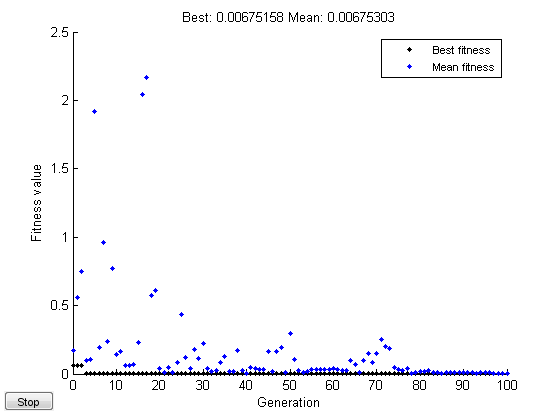 Best: 0.00675158 Mean: 0.00675303
2.5
Best fitness
Mean fitness
2
1.5
Fitness value
1
0.5
0
0 10 20 30 40 50 60 70 80 90 100
Generation
Stop